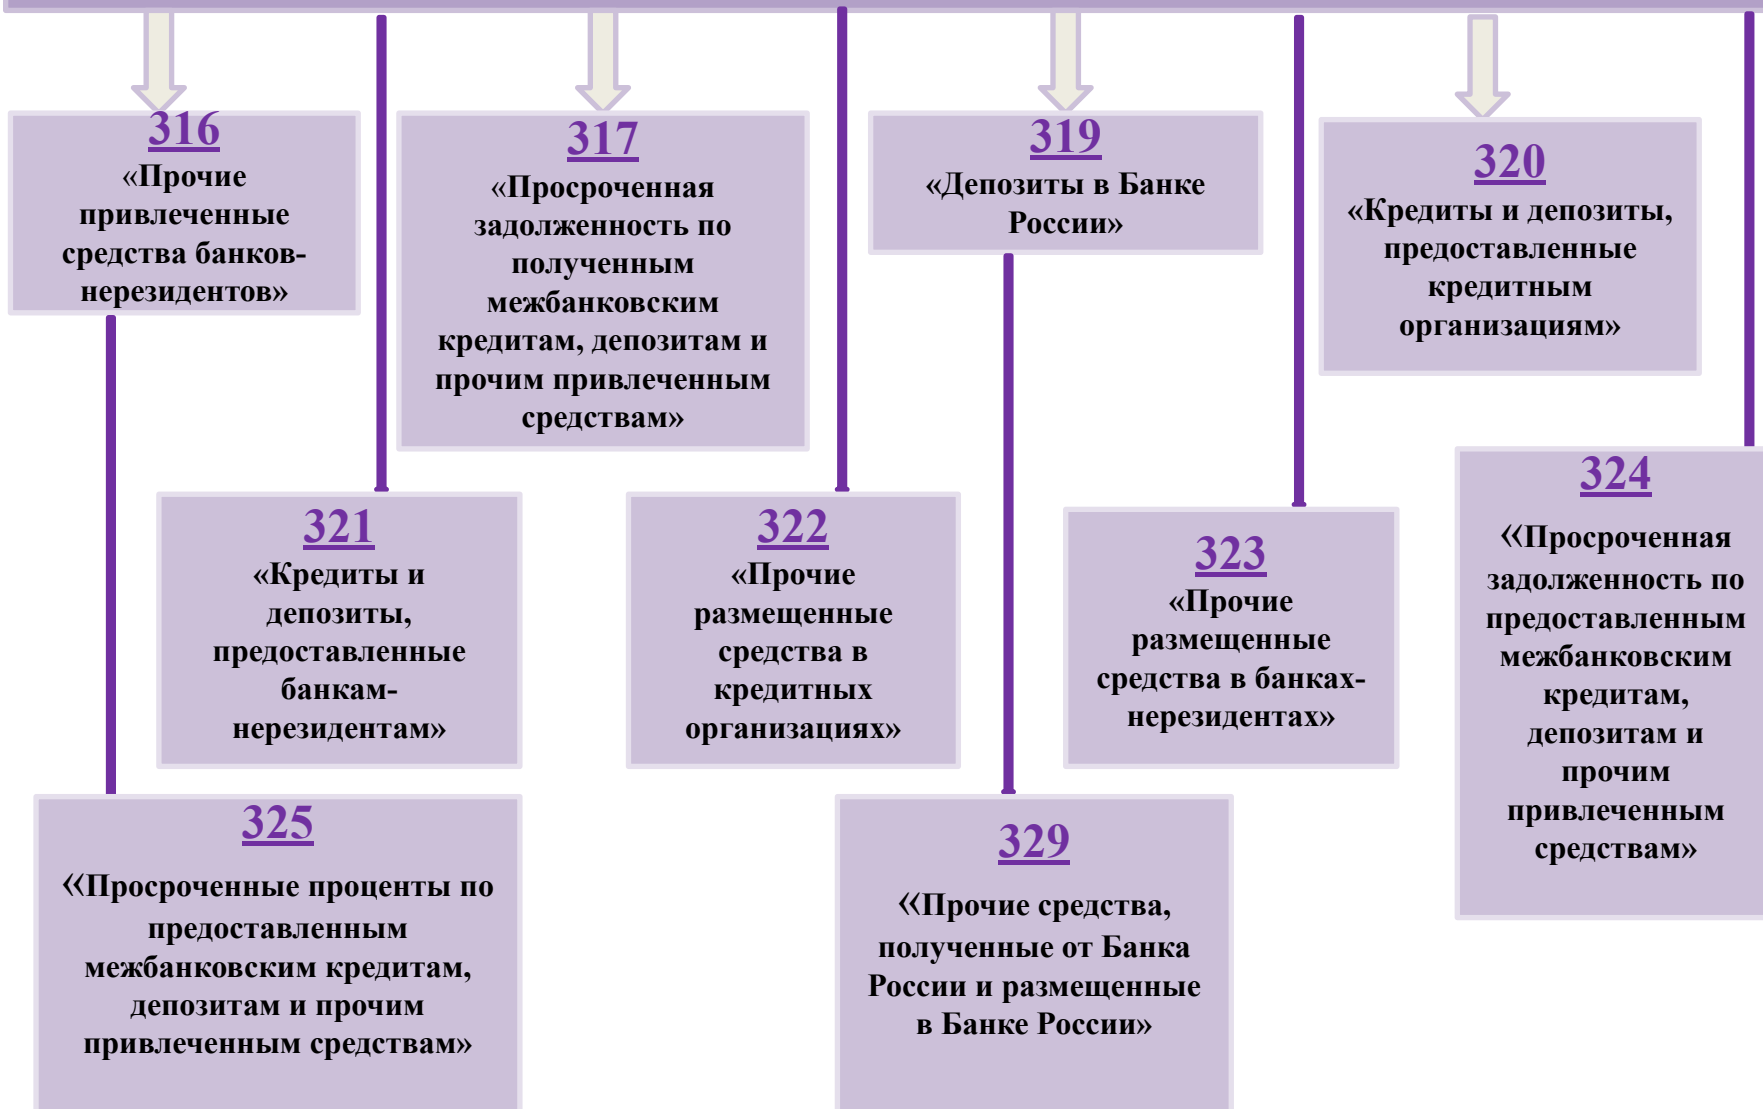 316
«Прочие
привлеченные
средства банков-
нерезидентов»
317
«Просроченная
задолженность по
полученным
межбанковским
кредитам, депозитам и
прочим привлеченным
средствам»
319
«Депозиты в Банке
России»
320
«Кредиты и депозиты,
предоставленные
кредитным
организациям»
321
«Кредиты и
депозиты,
предоставленные
банкам-
нерезидентам»
322
«Прочие
размещенные
средства в
кредитных
организациях»
323
«Прочие
размещенные
средства в банках-
нерезидентах»
324
«Просроченная
задолженность по
предоставленным
межбанковским
кредитам,
депозитам и
прочим
привлеченным
средствам»
325
«Просроченные проценты по
предоставленным
межбанковским кредитам,
депозитам и прочим
привлеченным средствам»
329
«Прочие средства,
полученные от Банка
России и размещенные
в Банке России»